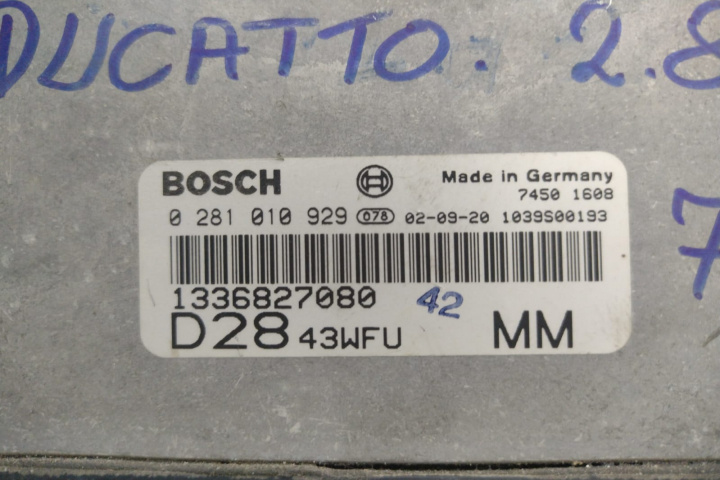 DUCATTO: 2.8
BOSCH Made in Germany
7450 1608
0 281 010 929 078 02-09-20 1039S00193
1336827080 42
D28 43WFU MM
7